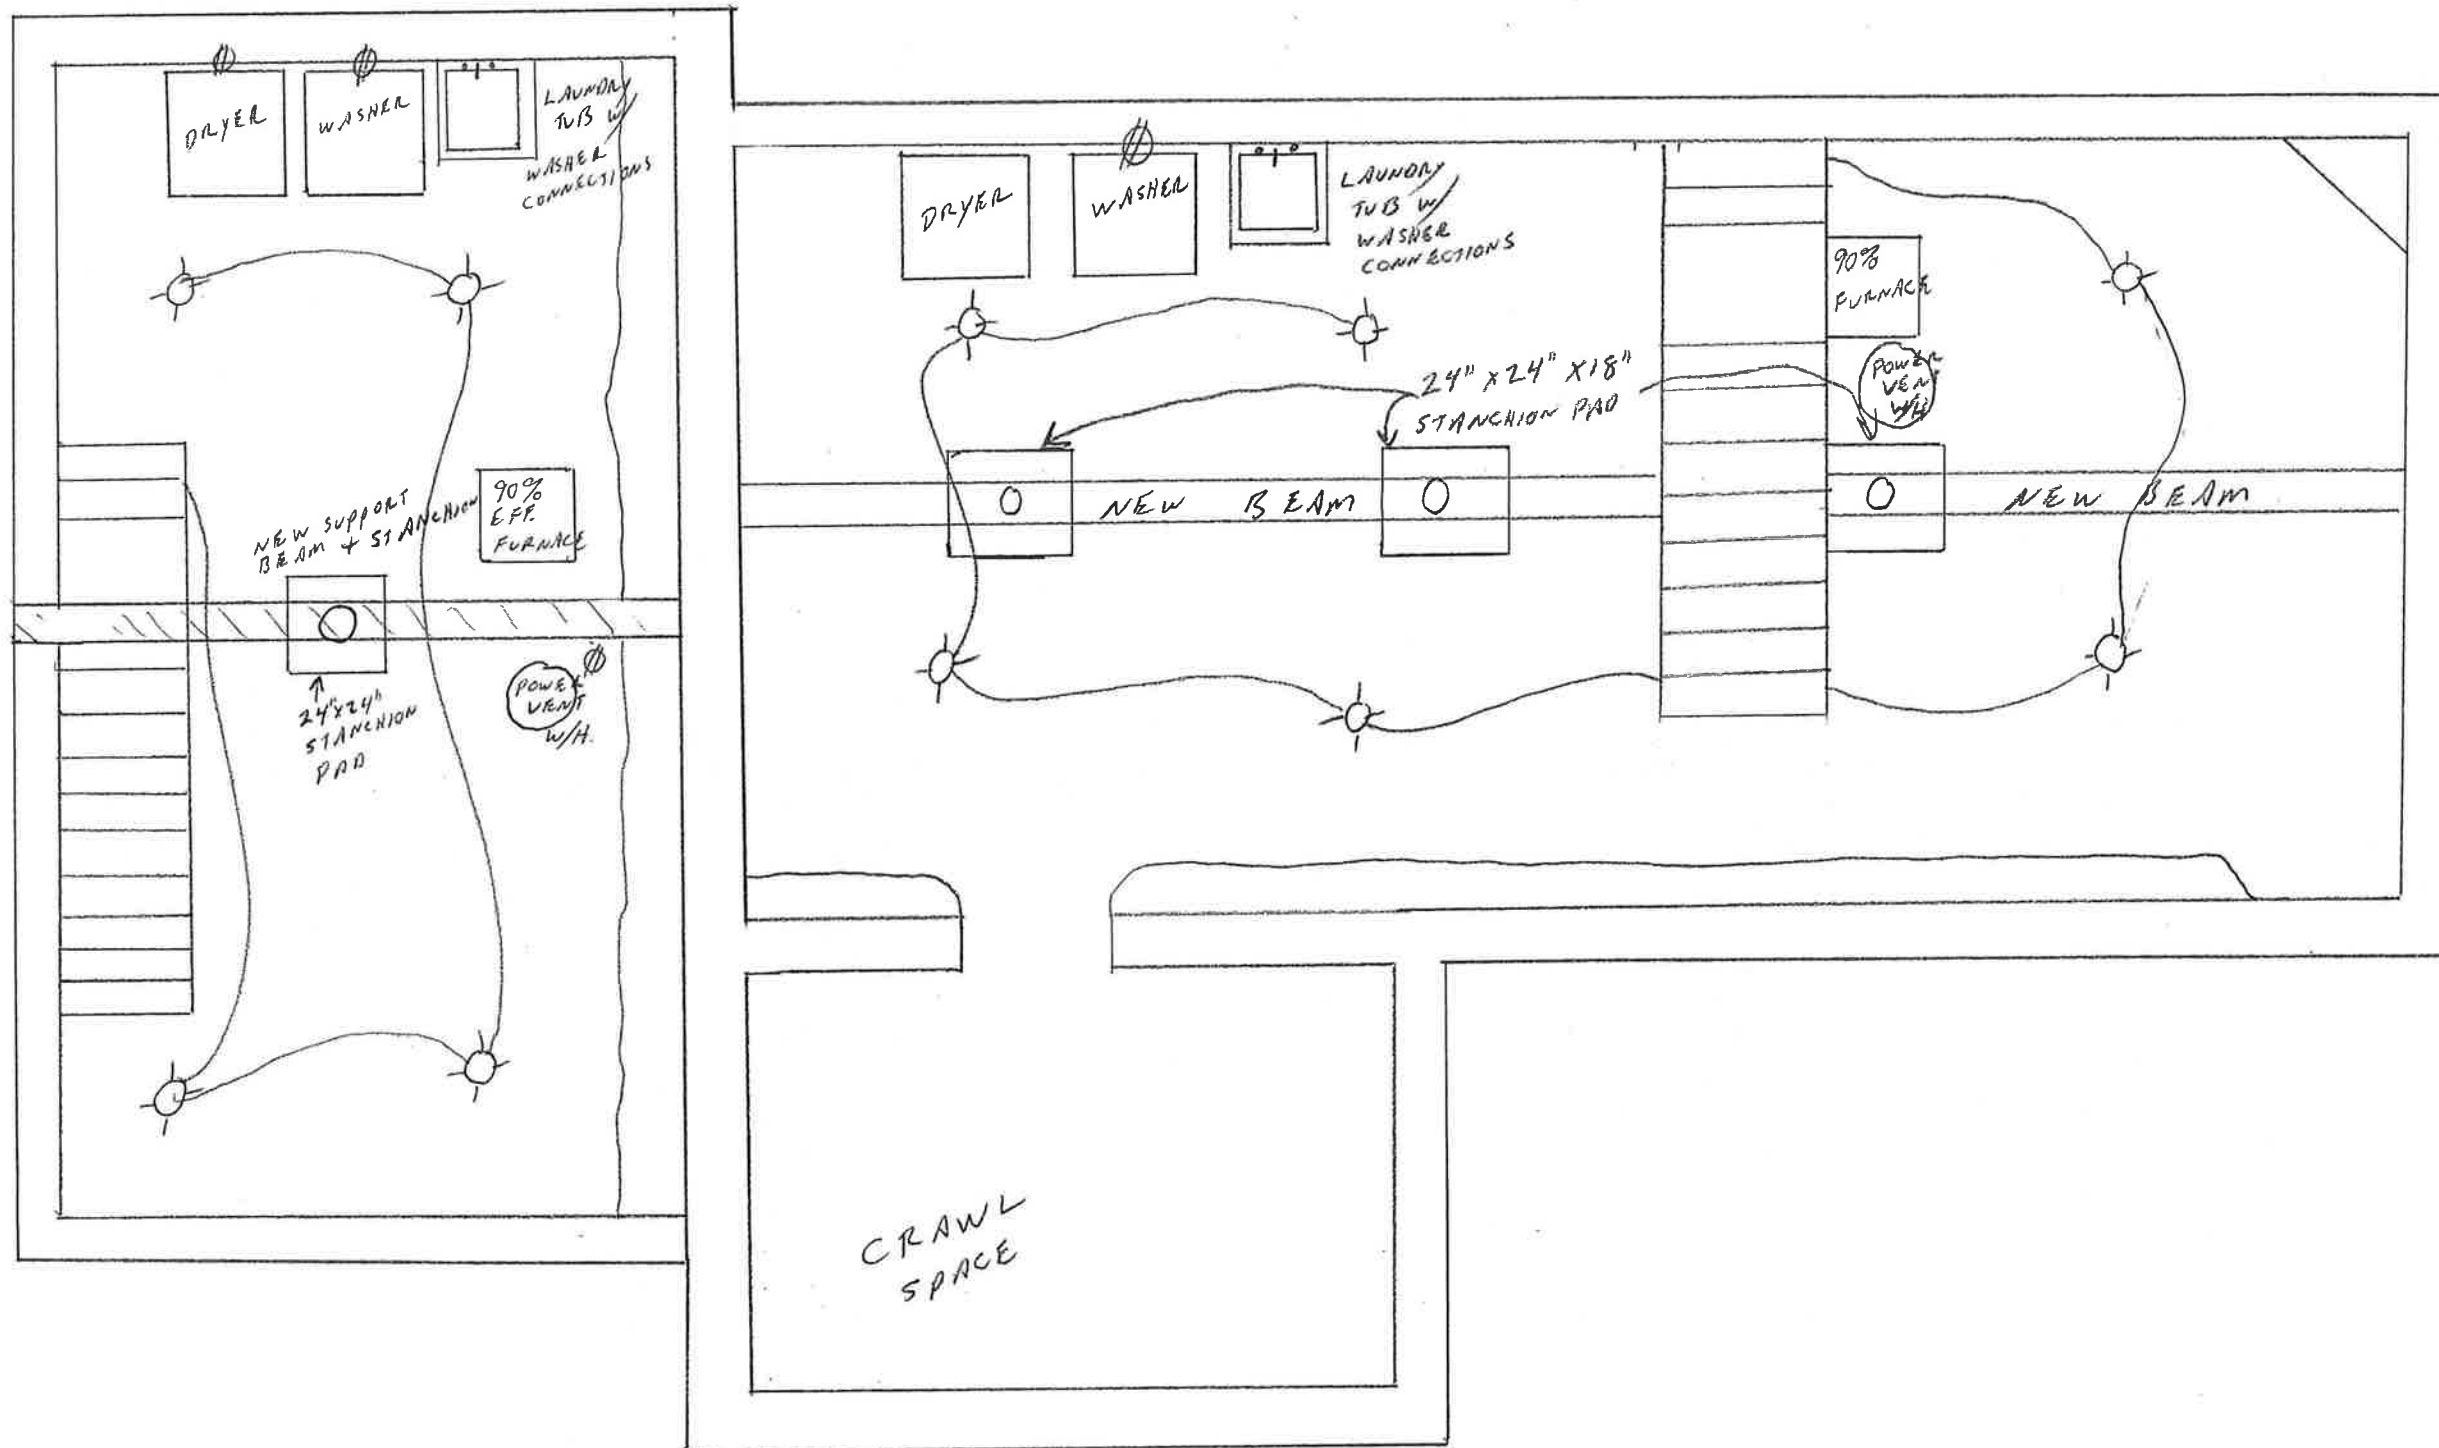 DRYER
WASHER
LAUNDRY
TUB W/
WASHER
CONNECTIONS
NEW SUPPORT
BEAM + STANCHION
90%
EFF.
FURNACE
24"x24"
STANCHION
PAD
POWER
VENT
W/H.
DRYER
WASHER
LAUNDRY
TUB W/
WASHER
CONNECTIONS
24" x 24" x 18"
STANCHION PAD
NEW BEAM
90%
FURNACE
POWER
VENT
W/H
NEW BEAM
CRAWL
SPACE